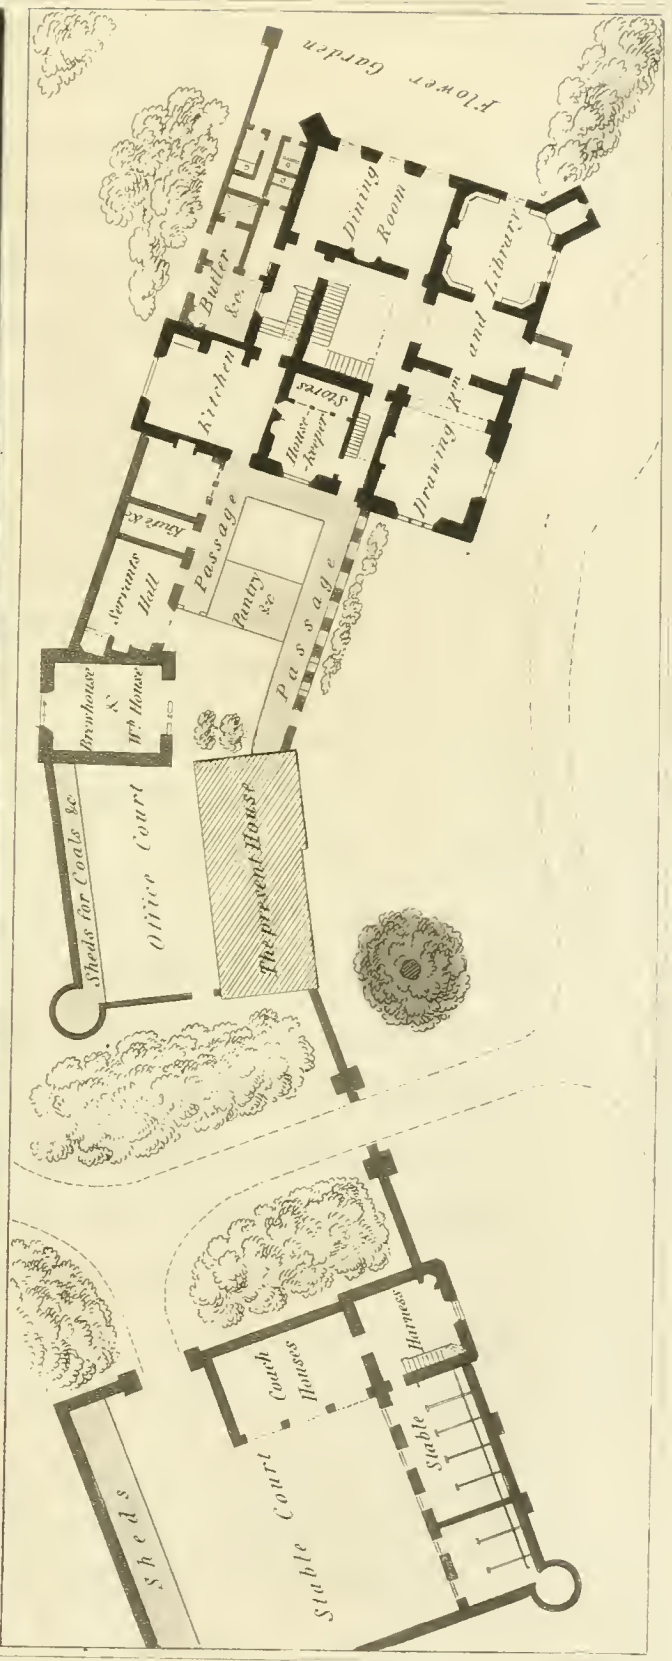 Flower Garden
Dining
Room
Library
and
Drawing Rm
Butler
&c.
Kitchen
Stores
House
-keeper
Knive &c
Servants
Hall
Passage
Pantry
&c
Passage
Brewhouse
&
Wh House
Sheds for Coals &c
Office Court
The present House
Harness
Coach
Houses
Stable
Stable Court
Sheds